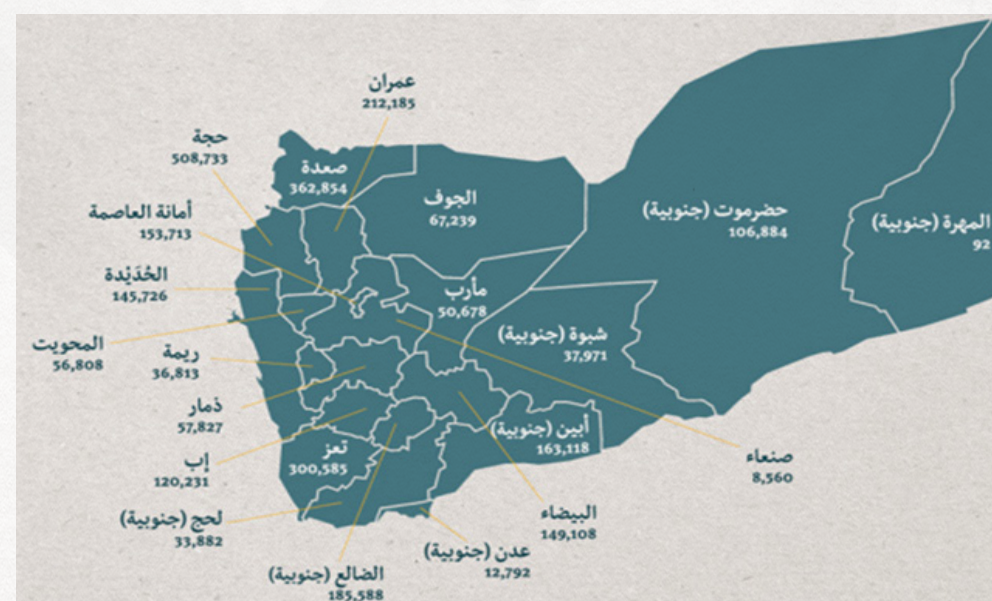 عمران
212,185
حجة
508,733
صعدة
362,854
الجوف
67,239
أمانة العاصمة
153,713
حضرموت (جنوبية)
106,884
المهرة (جنوبية)
92
الحُدَيْدة
145,726
مأرب
50,678
شبوة (جنوبية)
37,971
المحويت
56,808
ريمة
36,813
ذمار
57,827
أبين (جنوبية)
163,118
تعز
300,585
إب
120,231
صنعاء
8,560
لحج (جنوبية)
33,882
البيضاء
149,108
عدن (جنوبية)
12,792
الضالع (جنوبية)
185,588